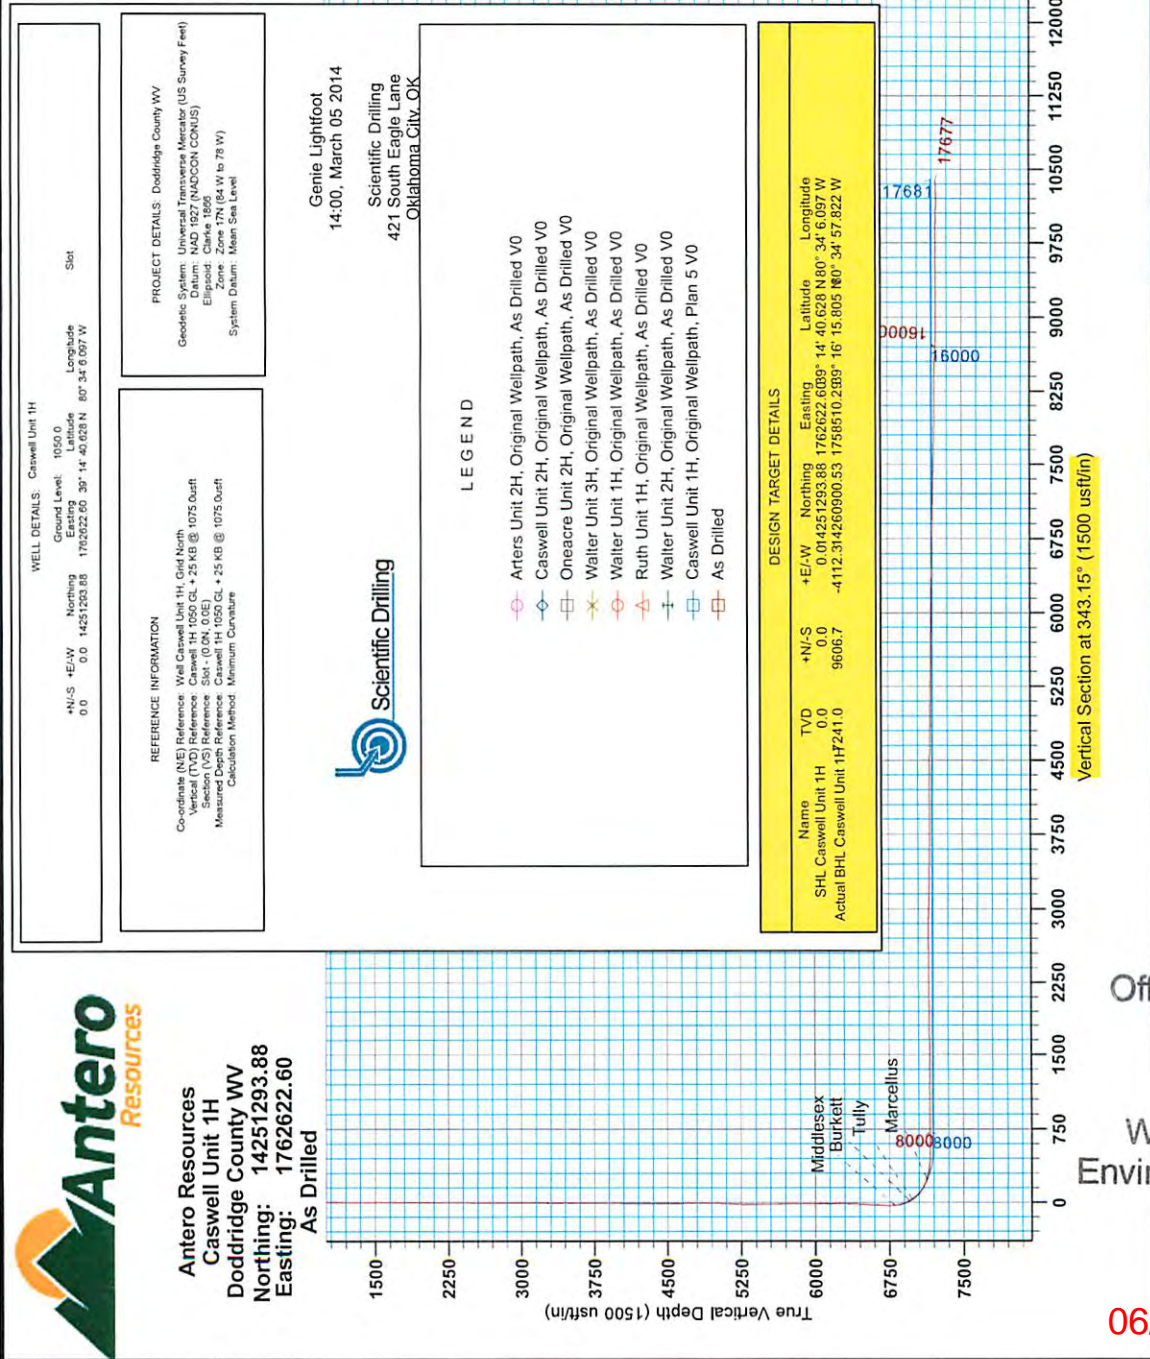 Antero
Resources
Antero Resources
Caswell Unit 1H
Doddridge County WV
Northing: 14251293.88
Easting: 1762622.60
As Drilled
WELL DETAILS: Caswell Unit 1H
Ground Level: 1050.0
+N/-S +E/-W Northing Easting Latitude Longitude Slot
0.0 0.0 14251293.88 1762622.60 39° 14' 40.628 N 80° 34' 6.097 W
REFERENCE INFORMATION
Co-ordinate (N/E) Reference: Well Caswell Unit 1H, Grid North
Vertical (TVD) Reference: Caswell 1H 1050 GL + 25 KB @ 1075.0usft
Section (VS) Reference: Slot - (0.0N, 0.0E)
Measured Depth Reference: Caswell 1H 1050 GL + 25 KB @ 1075.0usft
Calculation Method: Minimum Curvature
PROJECT DETAILS: Doddridge County WV
Geodetic System: Universal Transverse Mercator (US Survey Feet)
Datum: NAD 1927 (NADCON CONUS)
Ellipsoid: Clarke 1866
Zone: Zone 17N (84 W to 78 W)
System Datum: Mean Sea Level
Genie Lightfoot
14:00, March 05 2014
Scientific Drilling
421 South Eagle Lane
Oklahoma City, OK
Scientific Drilling
LEGEND
Arters Unit 2H, Original Wellpath, As Drilled V0
Caswell Unit 2H, Original Wellpath, As Drilled V0
Oneacre Unit 2H, Original Wellpath, As Drilled V0
Walter Unit 3H, Original Wellpath, As Drilled V0
Walter Unit 1H, Original Wellpath, As Drilled V0
Ruth Unit 1H, Original Wellpath, As Drilled V0
Walter Unit 2H, Original Wellpath, As Drilled V0
Caswell Unit 1H, Original Wellpath, Plan 5 V0
As Drilled
DESIGN TARGET DETAILS
Name TVD +N/-S +E/-W Northing Easting Latitude Longitude
SHL Caswell Unit 1H 0.0 0.0 0.0 14251293.88 1762622.60 39° 14' 40.628 N 80° 34' 6.097 W
Actual BHL Caswell Unit 1H 7241.0 9606.7 -4112.3 14260900.53 1758510.29 39° 16' 15.805 N 80° 34' 57.822 W
True Vertical Depth (1500 usft/in)
1500
2250
3000
3750
4500
5250
6000
6750
7500
Middlesex
Burkett
Tully
Marcellus
8000
8000
16000
16000
17681
17677
0 750 1500 2250 3000 3750 4500 5250 6000 6750 7500 8250 9000 9750 10500 11250 12000
Vertical Section at 343.15° (1500 usft/in)
Off
W
Envir
06